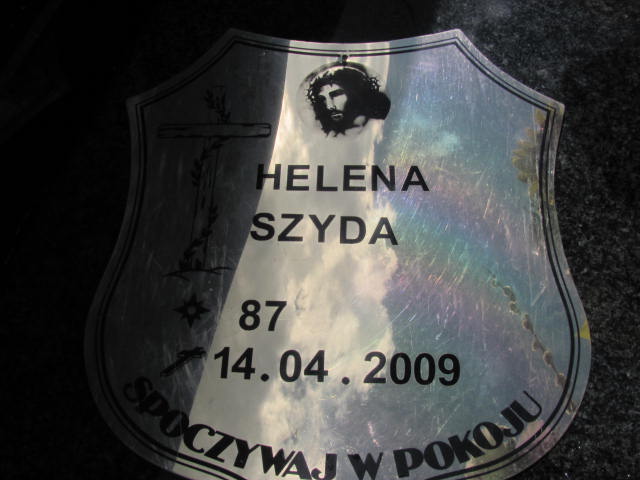 HELENA
SZYDA
87
14.04.2009
SPOCZYWAJ W POKOJU